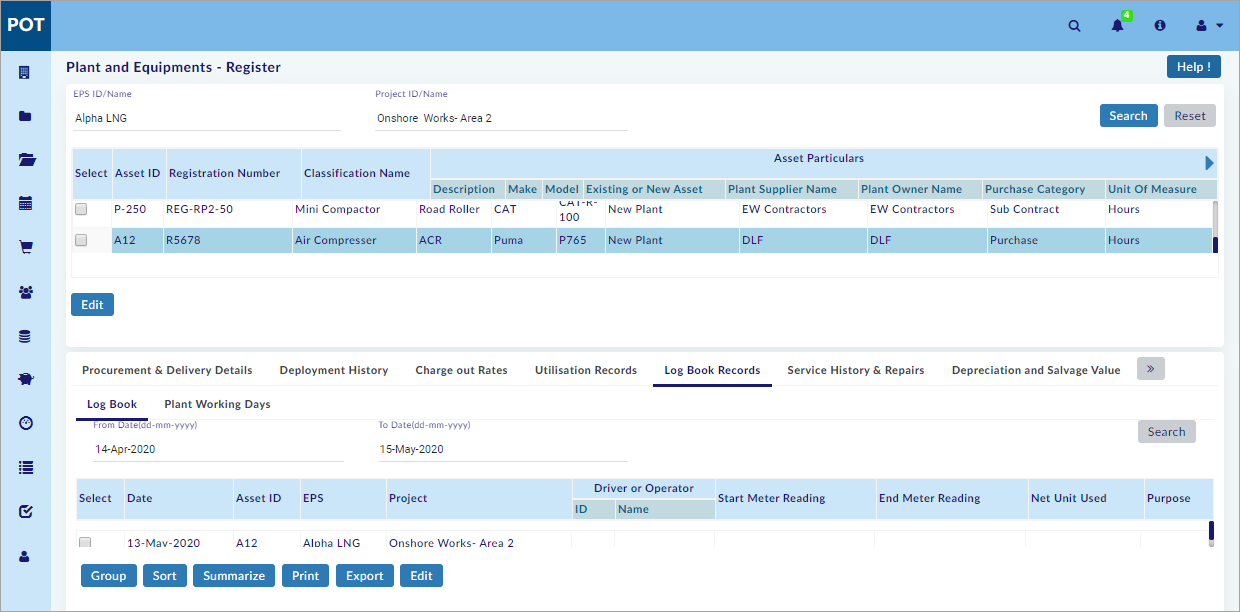 POT
4
Plant and Equipments - Register
Help !
EPS ID/Name
Project ID/Name
Alpha LNG
Onshore Works- Area 2
Search
Reset
Select Asset ID Registration Number Classification Name Asset Particulars
Description Make Model Existing or New Asset Plant Supplier Name Plant Owner Name Purchase Category Unit Of Measure
P-250 REG-RP2-50 Mini Compactor Road Roller CAT CAT-R-100 New Plant EW Contractors EW Contractors Sub Contract Hours
A12 R5678 Air Compresser ACR Puma P765 New Plant DLF DLF Purchase Hours
Edit
Procurement & Delivery Details Deployment History Charge out Rates Utilisation Records Log Book Records Service History & Repairs Depreciation and Salvage Value »
Log Book Plant Working Days
From Date(dd-mm-yyyy) To Date(dd-mm-yyyy)
14-Apr-2020 15-May-2020
Search
Select Date Asset ID EPS Project Driver or Operator Start Meter Reading End Meter Reading Net Unit Used Purpose
ID Name
13-May-2020 A12 Alpha LNG Onshore Works- Area 2
Group Sort Summarize Print Export Edit